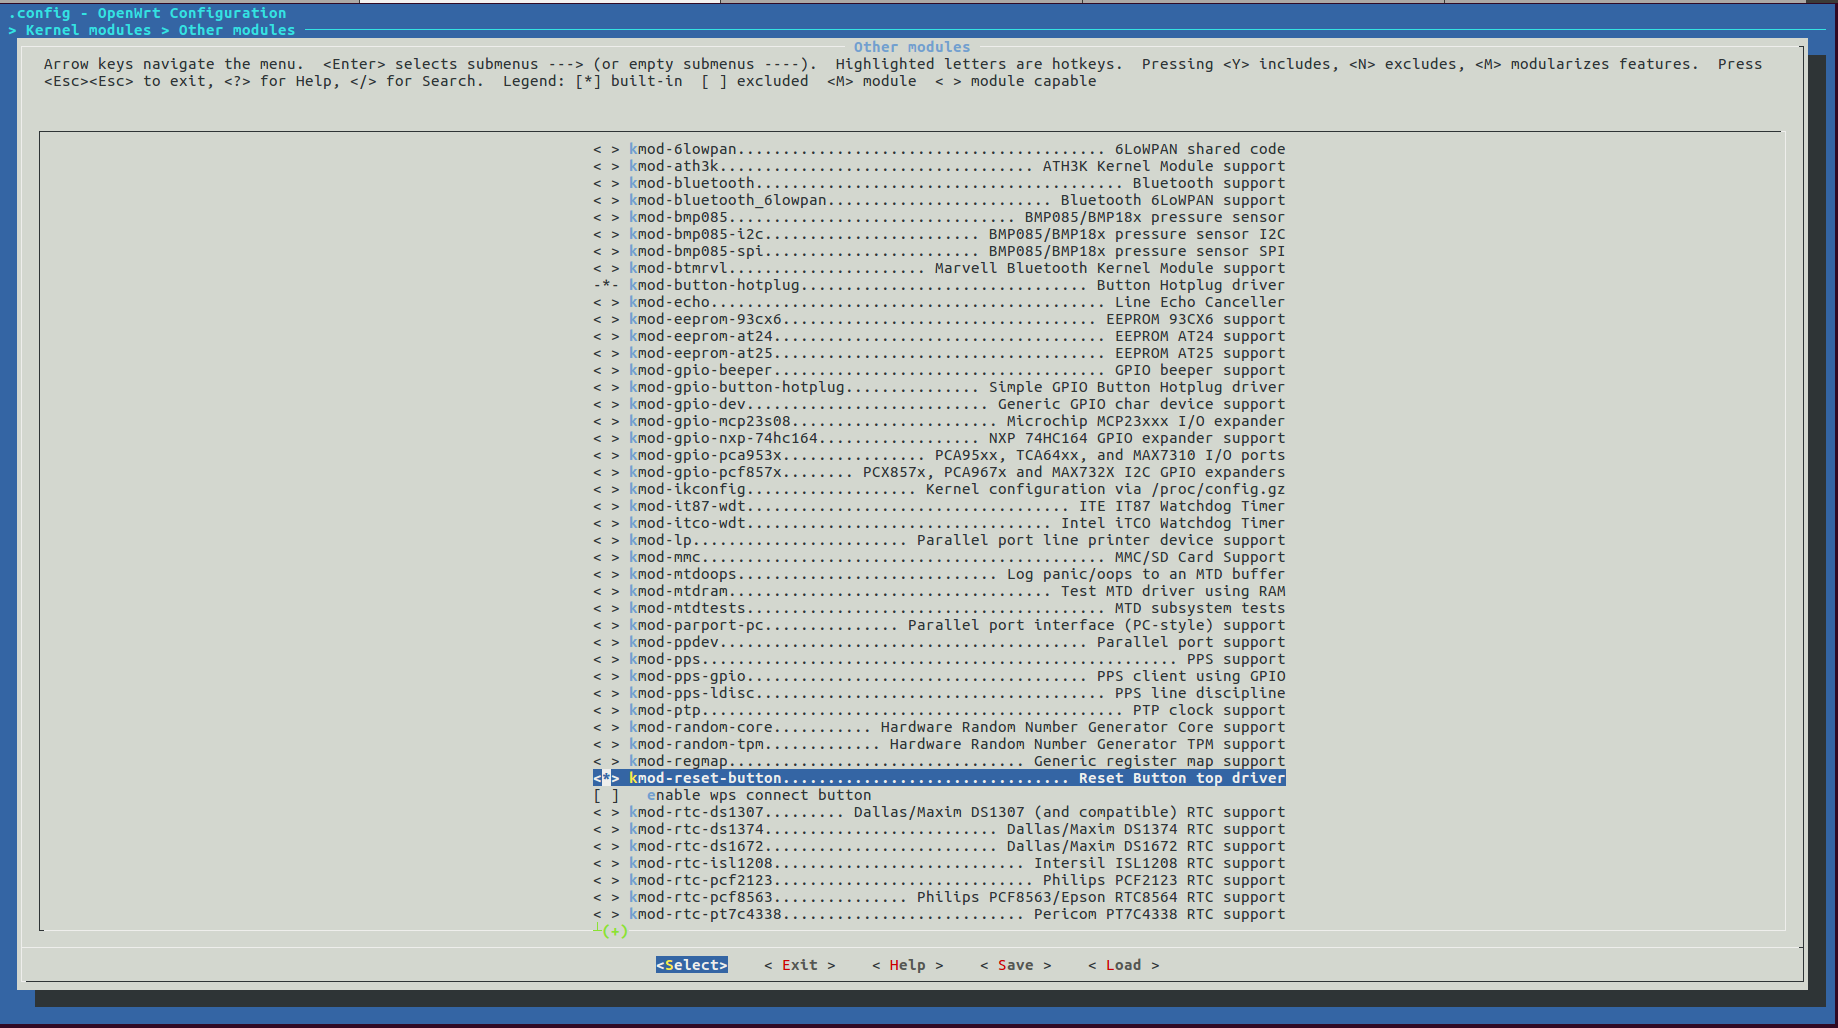 .config - OpenWrt Configuration
> Kernel modules > Other modules
Other modules
Arrow keys navigate the menu.  <Enter> selects submenus ---> (or empty submenus ----).  Highlighted letters are hotkeys.  Pressing <Y> includes, <N> excludes, <M> modularizes features.  Press
<Esc><Esc> to exit, <?> for Help, </> for Search.  Legend: [*] built-in  [ ] excluded  <M> module  < > module capable
< > kmod-6lowpan......................................... 6LoWPAN shared code
< > kmod-ath3k................................... ATH3K Kernel Module support
< > kmod-bluetooth......................................... Bluetooth support
< > kmod-bluetooth_6lowpan......................... Bluetooth 6LoWPAN support
< > kmod-bmp085................................ BMP085/BMP18x pressure sensor
< > kmod-bmp085-i2c........................ BMP085/BMP18x pressure sensor I2C
< > kmod-bmp085-spi........................ BMP085/BMP18x pressure sensor SPI
< > kmod-btmrvl...................... Marvell Bluetooth Kernel Module support
-*- kmod-button-hotplug................................ Button Hotplug driver
< > kmod-echo............................................ Line Echo Canceller
< > kmod-eeprom-93cx6................................... EEPROM 93CX6 support
< > kmod-eeprom-at24..................................... EEPROM AT24 support
< > kmod-eeprom-at25..................................... EEPROM AT25 support
< > kmod-gpio-beeper..................................... GPIO beeper support
< > kmod-gpio-button-hotplug............... Simple GPIO Button Hotplug driver
< > kmod-gpio-dev........................... Generic GPIO char device support
< > kmod-gpio-mcp23s08....................... Microchip MCP23xxx I/O expander
< > kmod-gpio-nxp-74hc164.................. NXP 74HC164 GPIO expander support
< > kmod-gpio-pca953x................ PCA95xx, TCA64xx, and MAX7310 I/O ports
< > kmod-gpio-pcf857x........ PCX857x, PCA967x and MAX732X I2C GPIO expanders
< > kmod-ikconfig................... Kernel configuration via /proc/config.gz
< > kmod-it87-wdt.................................... ITE IT87 Watchdog Timer
< > kmod-itco-wdt.................................. Intel iTCO Watchdog Timer
< > kmod-lp........................ Parallel port line printer device support
< > kmod-mmc............................................. MMC/SD Card Support
< > kmod-mtdoops............................. Log panic/oops to an MTD buffer
< > kmod-mtdram.................................... Test MTD driver using RAM
< > kmod-mtdtests........................................ MTD subsystem tests
< > kmod-parport-pc............... Parallel port interface (PC-style) support
< > kmod-ppdev......................................... Parallel port support
< > kmod-pps..................................................... PPS support
< > kmod-pps-gpio...................................... PPS client using GPIO
< > kmod-pps-ldisc....................................... PPS line discipline
< > kmod-ptp............................................... PTP clock support
< > kmod-random-core........... Hardware Random Number Generator Core support
< > kmod-random-tpm............. Hardware Random Number Generator TPM support
< > kmod-regmap................................. Generic register map support
<*> kmod-reset-button................................ Reset Button top driver
[ ]   enable wps connect button
< > kmod-rtc-ds1307......... Dallas/Maxim DS1307 (and compatible) RTC support
< > kmod-rtc-ds1374.......................... Dallas/Maxim DS1374 RTC support
< > kmod-rtc-ds1672.......................... Dallas/Maxim DS1672 RTC support
< > kmod-rtc-isl1208............................ Intersil ISL1208 RTC support
< > kmod-rtc-pcf2123............................. Philips PCF2123 RTC support
< > kmod-rtc-pcf8563............... Philips PCF8563/Epson RTC8564 RTC support
< > kmod-rtc-pt7c4338........................... Pericom PT7C4338 RTC support
(+)
<Select>    < Exit >    < Help >    < Save >    < Load >